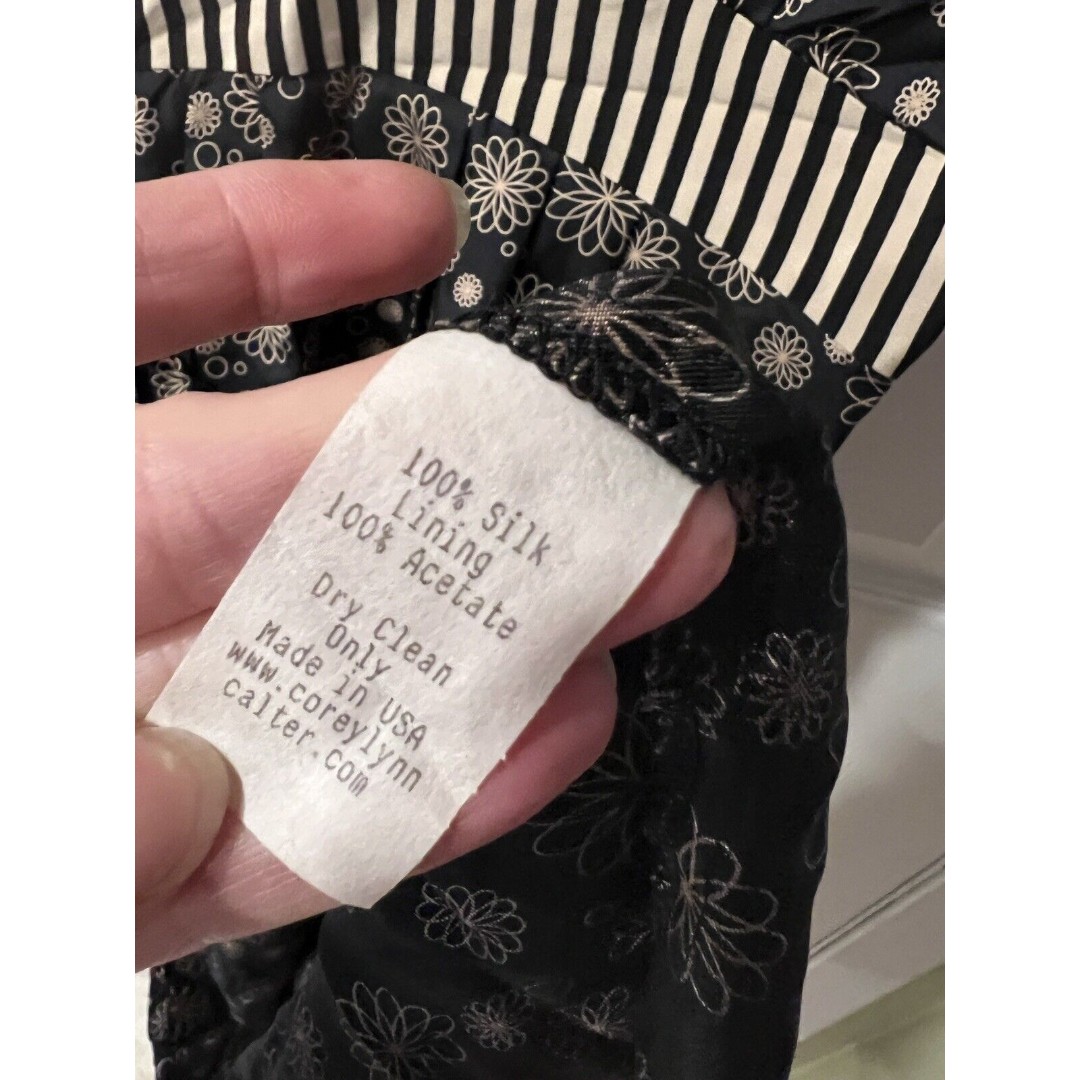 100% Silk
Lining
100% Acetate
Dry Clean
Only
Made in USA
www.coreylynn
calter.com